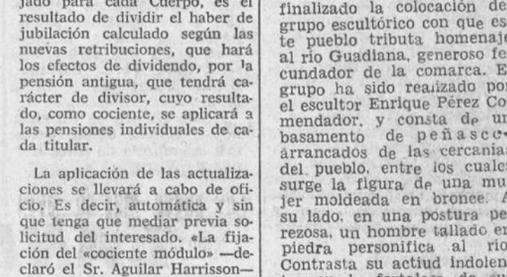 jado para cada Cuerpo, es el
resultado de dividir el haber de
jubilación calculado según las
nuevas retribuciones, que hará
los efectos de dividendo, por la
pensión antigua, que tendrá ca-
rácter de divisor, cuyo resulta-
do, como cociente, se aplicará a
las pensiones individuales de ca-
da titular.
La aplicación de las actualiza-
ciones se llevará a cabo de ofi-
cio. Es decir, automática y sin
que tenga que mediar previa so-
licitud del interesado. «La fija-
ción del «cociente módulo» —de-
claró el Sr. Aguilar Harrisson—
finalizado la colocación de
grupo escultórico con que es
te pueblo tributa homenaje
al río Guadiana, generoso fe
cundador de la comarca. E
grupo ha sido realizado por
el escultor Enrique Pérez Co
mendador, y consta de un
basamento de peñasco
arrancados de las cercanía
del pueblo, entre los cuale
surge la figura de una mu
jer moldeada en bronce. A
su lado, en una postura pe
rezosa, un hombre tallado en
piedra personifica al río
Contrasta su actiud indolen